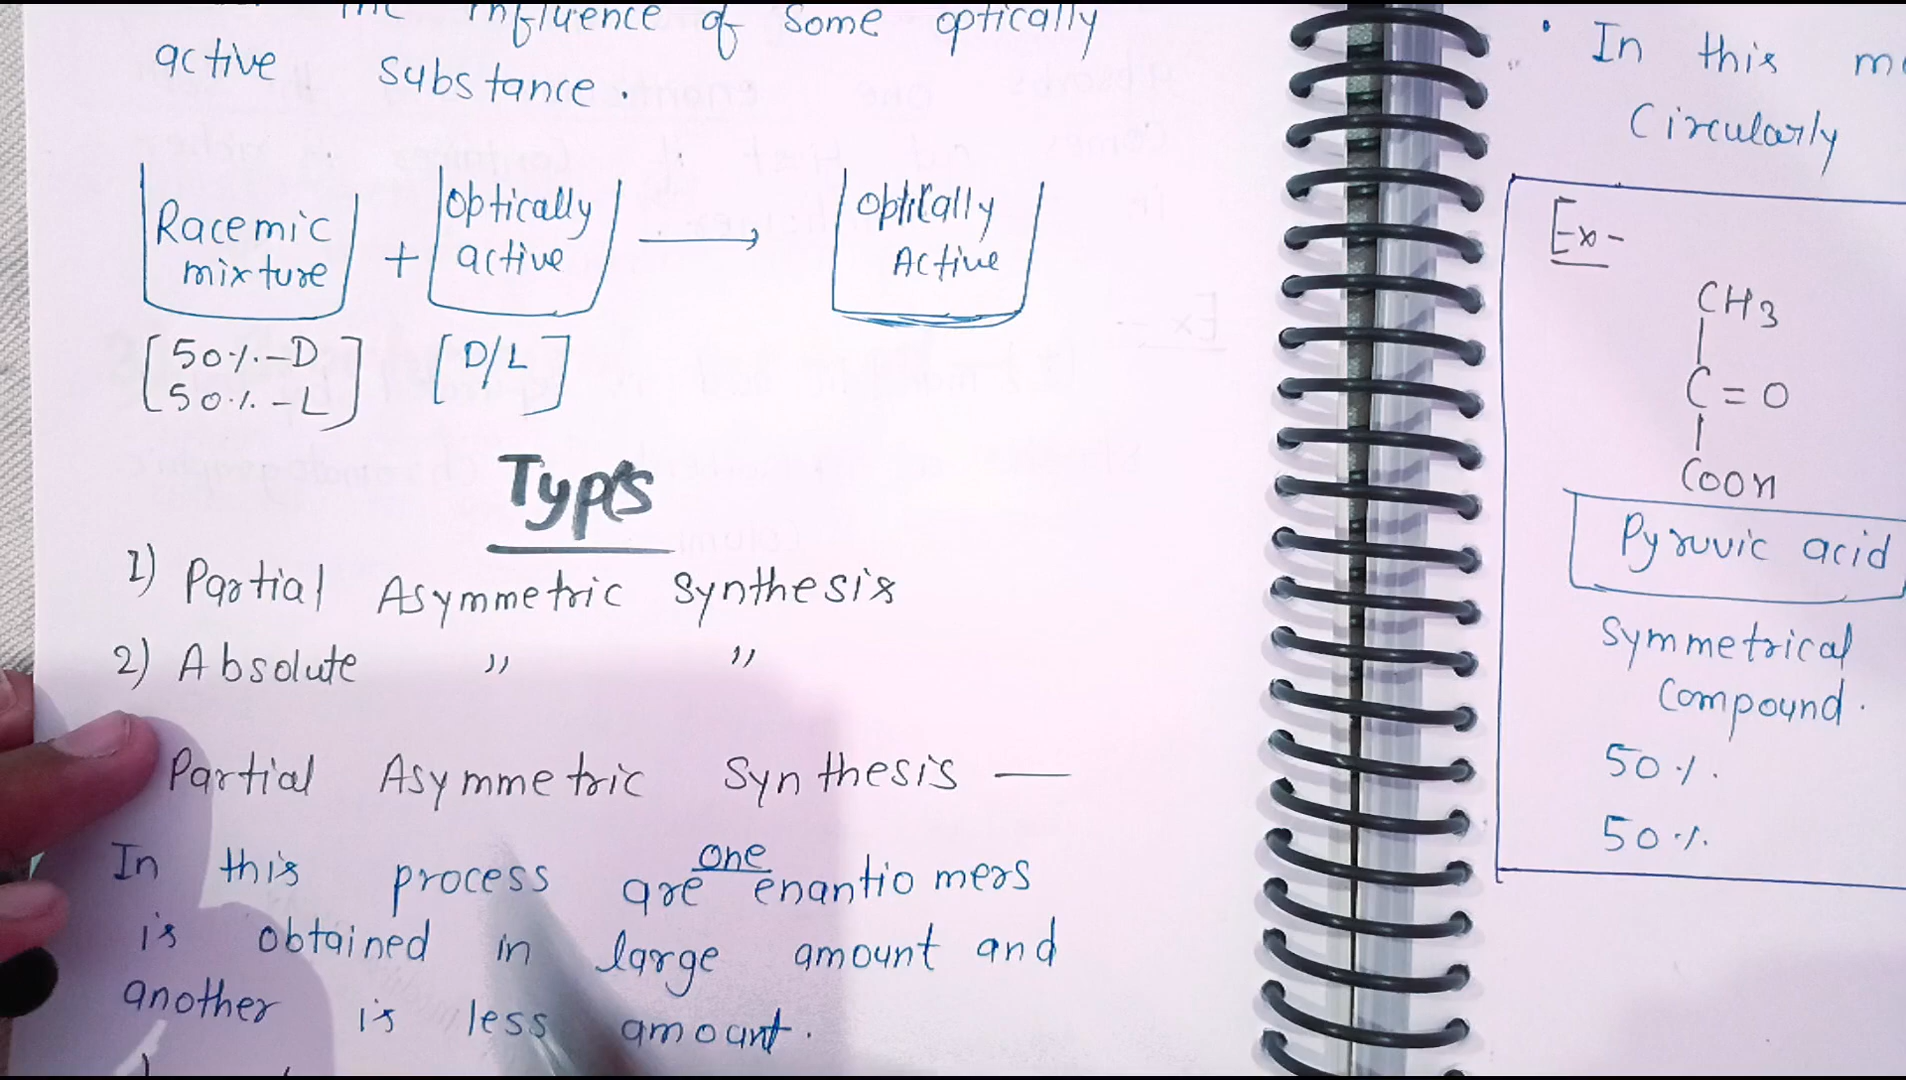 the influence of some optically
active substance.
Racemic mixture + Optically active → Optically Active
[50%-D 50%-L] [D/L]
Types
1) Partial Asymmetric Synthesis
2) Absolute " "
Partial Asymmetric Synthesis —
In this process are one enantiomers
is obtained in large amount and
another is less amount.
• In this
Circularly
Ex-
CH3
|
C = O
|
COOH
Pyruvic acid
Symmetrical
Compound.
50%.
50%.